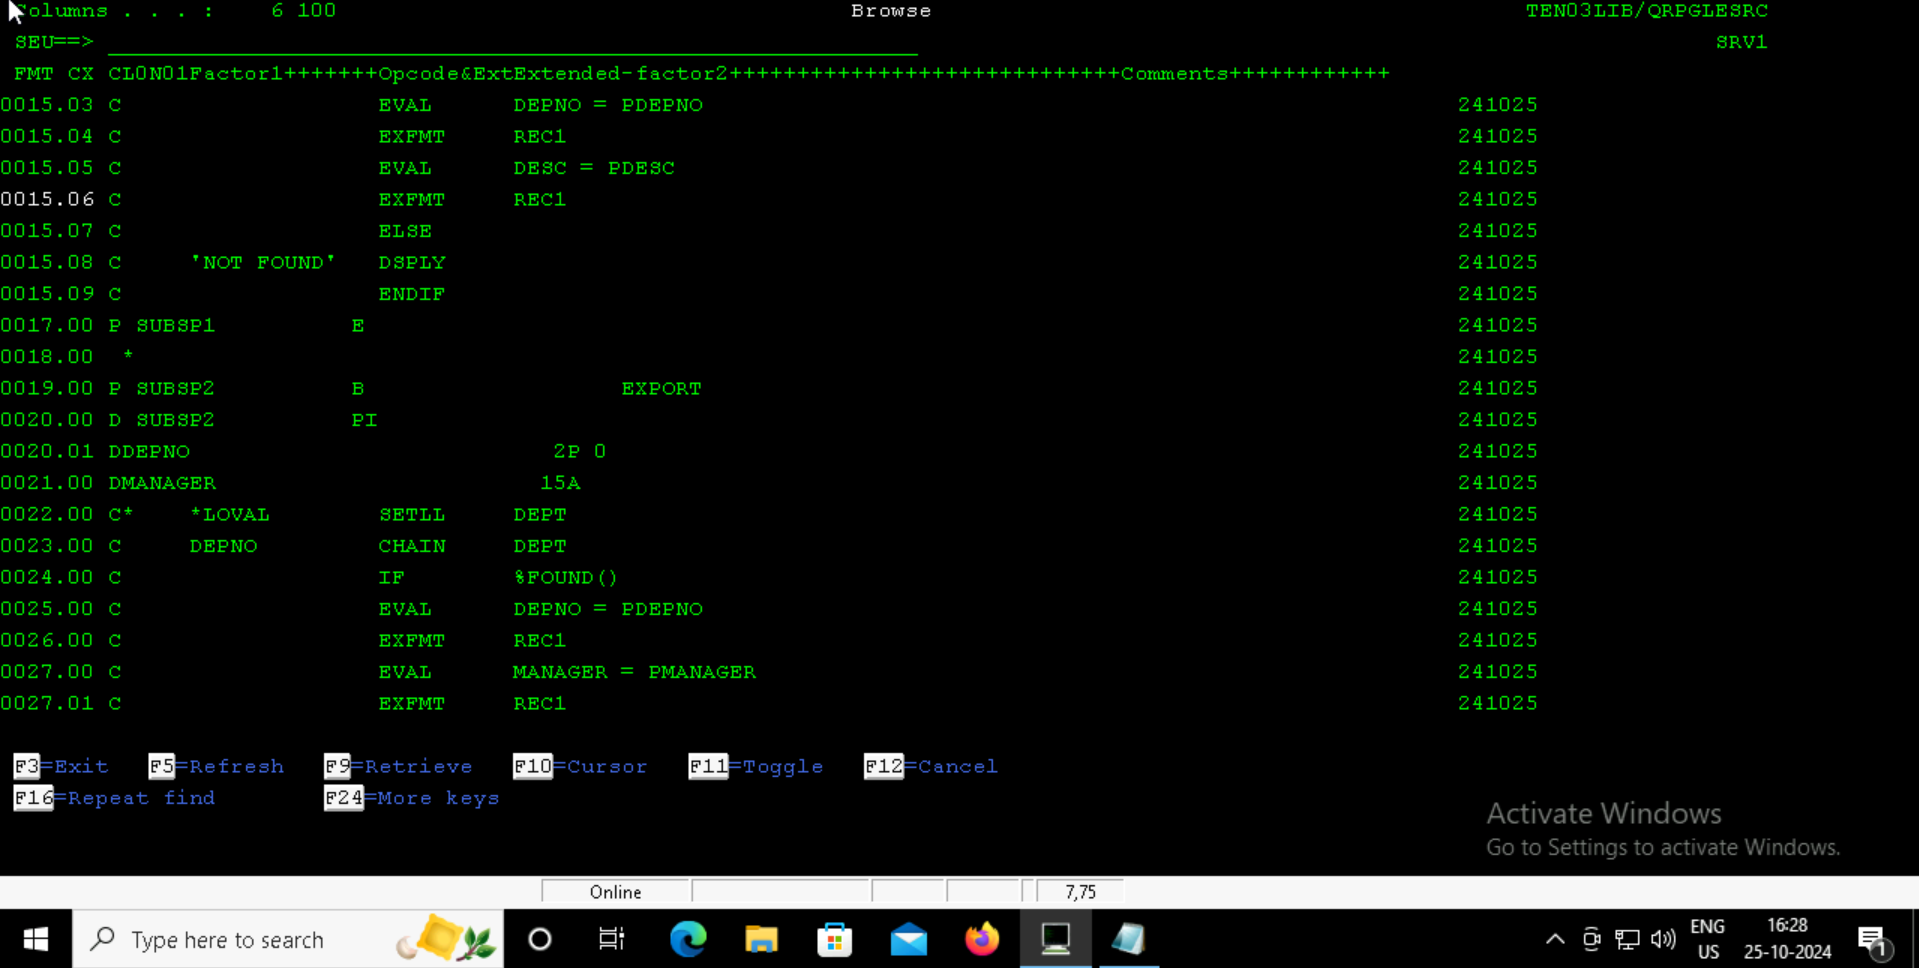 Columns . . . :    6 100                                      Browse                                            TEN03LIB/QRPGLESRC
SEU==>                                                                                                          SRV1
FMT CX CL0N01Factor1+++++++Opcode&ExtExtended-factor2+++++++++++++++++++++++++++++Comments++++++++++++
0015.03 C                   EVAL      DEPNO = PDEPNO                                                        241025
0015.04 C                   EXFMT     REC1                                                                  241025
0015.05 C                   EVAL      DESC = PDESC                                                          241025
0015.06 C                   EXFMT     REC1                                                                  241025
0015.07 C                   ELSE                                                                            241025
0015.08 C     'NOT FOUND'   DSPLY                                                                           241025
0015.09 C                   ENDIF                                                                           241025
0017.00 P SUBSP1          E                                                                                 241025
0018.00  *                                                                                                  241025
0019.00 P SUBSP2          B                   EXPORT                                                        241025
0020.00 D SUBSP2          PI                                                                                241025
0020.01 DDEPNO                           2P 0                                                               241025
0021.00 DMANAGER                        15A                                                                 241025
0022.00 C*    *LOVAL        SETLL     DEPT                                                                  241025
0023.00 C     DEPNO         CHAIN     DEPT                                                                  241025
0024.00 C                   IF        %FOUND()                                                              241025
0025.00 C                   EVAL      DEPNO = PDEPNO                                                        241025
0026.00 C                   EXFMT     REC1                                                                  241025
0027.00 C                   EVAL      MANAGER = PMANAGER                                                    241025
0027.01 C                   EXFMT     REC1                                                                  241025
F3=Exit   F5=Refresh   F9=Retrieve   F10=Cursor   F11=Toggle   F12=Cancel
F16=Repeat find        F24=More keys
Activate Windows
Go to Settings to activate Windows.
Online 7,75
Type here to search
ENG 16:28
US 25-10-2024 1